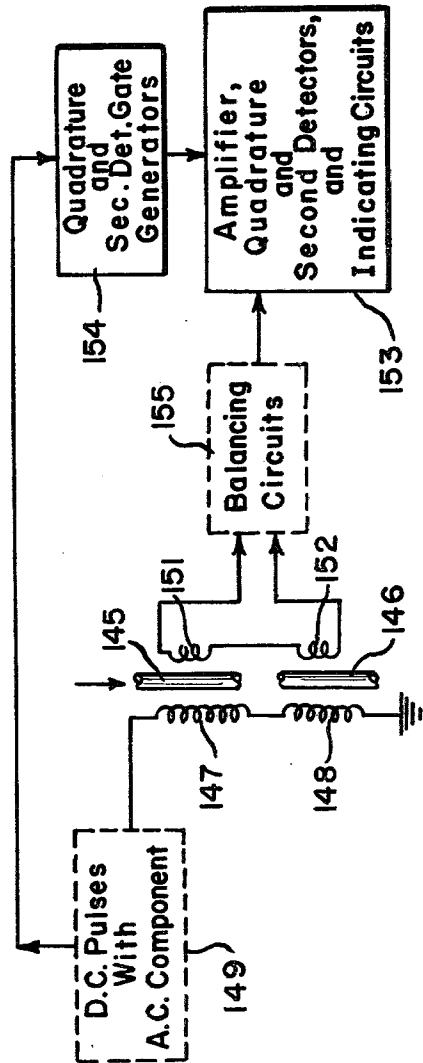 D.C. Pulses
With
A.C. Component
149
147
148
145
146
151
152
155
Balancing
Circuits
154
Quadrature
and
Sec. Det. Gate
Generators
Amplifier,
Quadrature
and
Second Detectors,
and
Indicating Circuits
153